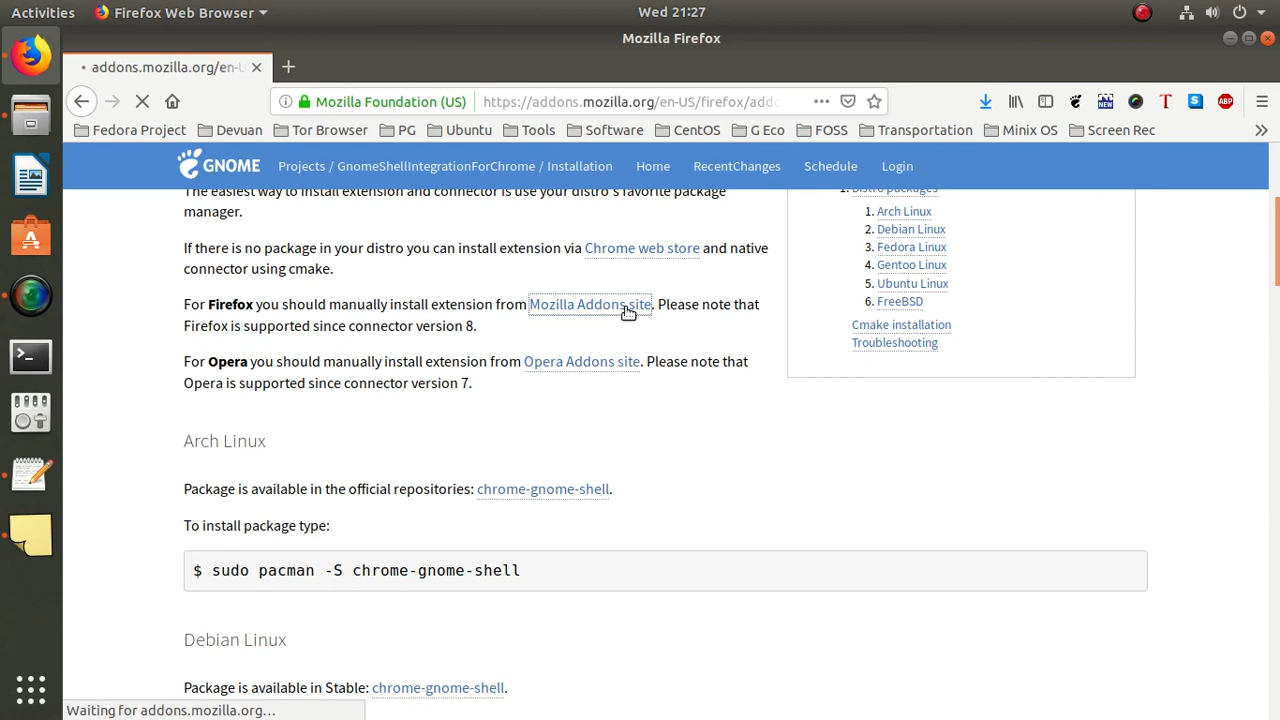 Activities
Firefox Web Browser
Wed 21:27
Mozilla Firefox
addons.mozilla.org/en-U
Mozilla Foundation (US)
https://addons.mozilla.org/en-US/firefox/addo
NEW
T
S
ABP
Fedora Project
Devuan
Tor Browser
PG
Ubuntu
Tools
Software
CentOS
G Eco
FOSS
Transportation
Minix OS
Screen Rec
GNOME
Projects / GnomeShellIntegrationForChrome / Installation
Home
RecentChanges
Schedule
Login
The easiest way to install extension and connector is use your distro's favorite package
manager.
If there is no package in your distro you can install extension via Chrome web store and native
connector using cmake.
For Firefox you should manually install extension from Mozilla Addons site. Please note that
Firefox is supported since connector version 8.
For Opera you should manually install extension from Opera Addons site. Please note that
Opera is supported since connector version 7.
1. Distro packages
1. Arch Linux
2. Debian Linux
3. Fedora Linux
4. Gentoo Linux
5. Ubuntu Linux
6. FreeBSD
Cmake installation
Troubleshooting
Arch Linux
Package is available in the official repositories: chrome-gnome-shell.
To install package type:
$ sudo pacman -S chrome-gnome-shell
Debian Linux
Package is available in Stable: chrome-gnome-shell.
Waiting for addons.mozilla.org…